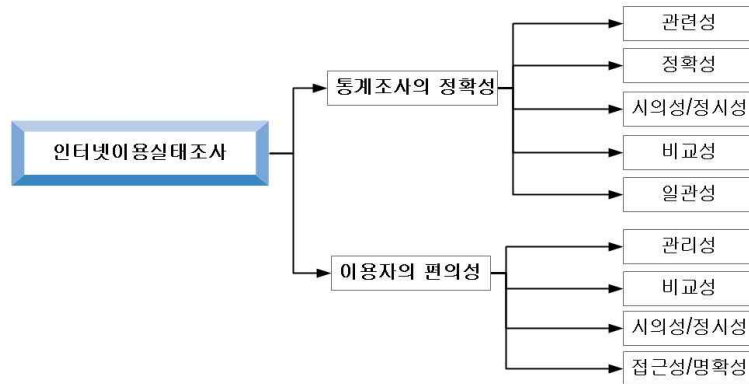 인터넷이용실태조사
통계조사의 정확성
관련성
정확성
시의성/정시성
비교성
일관성
이용자의 편의성
관리성
비교성
시의성/정시성
접근성/명확성